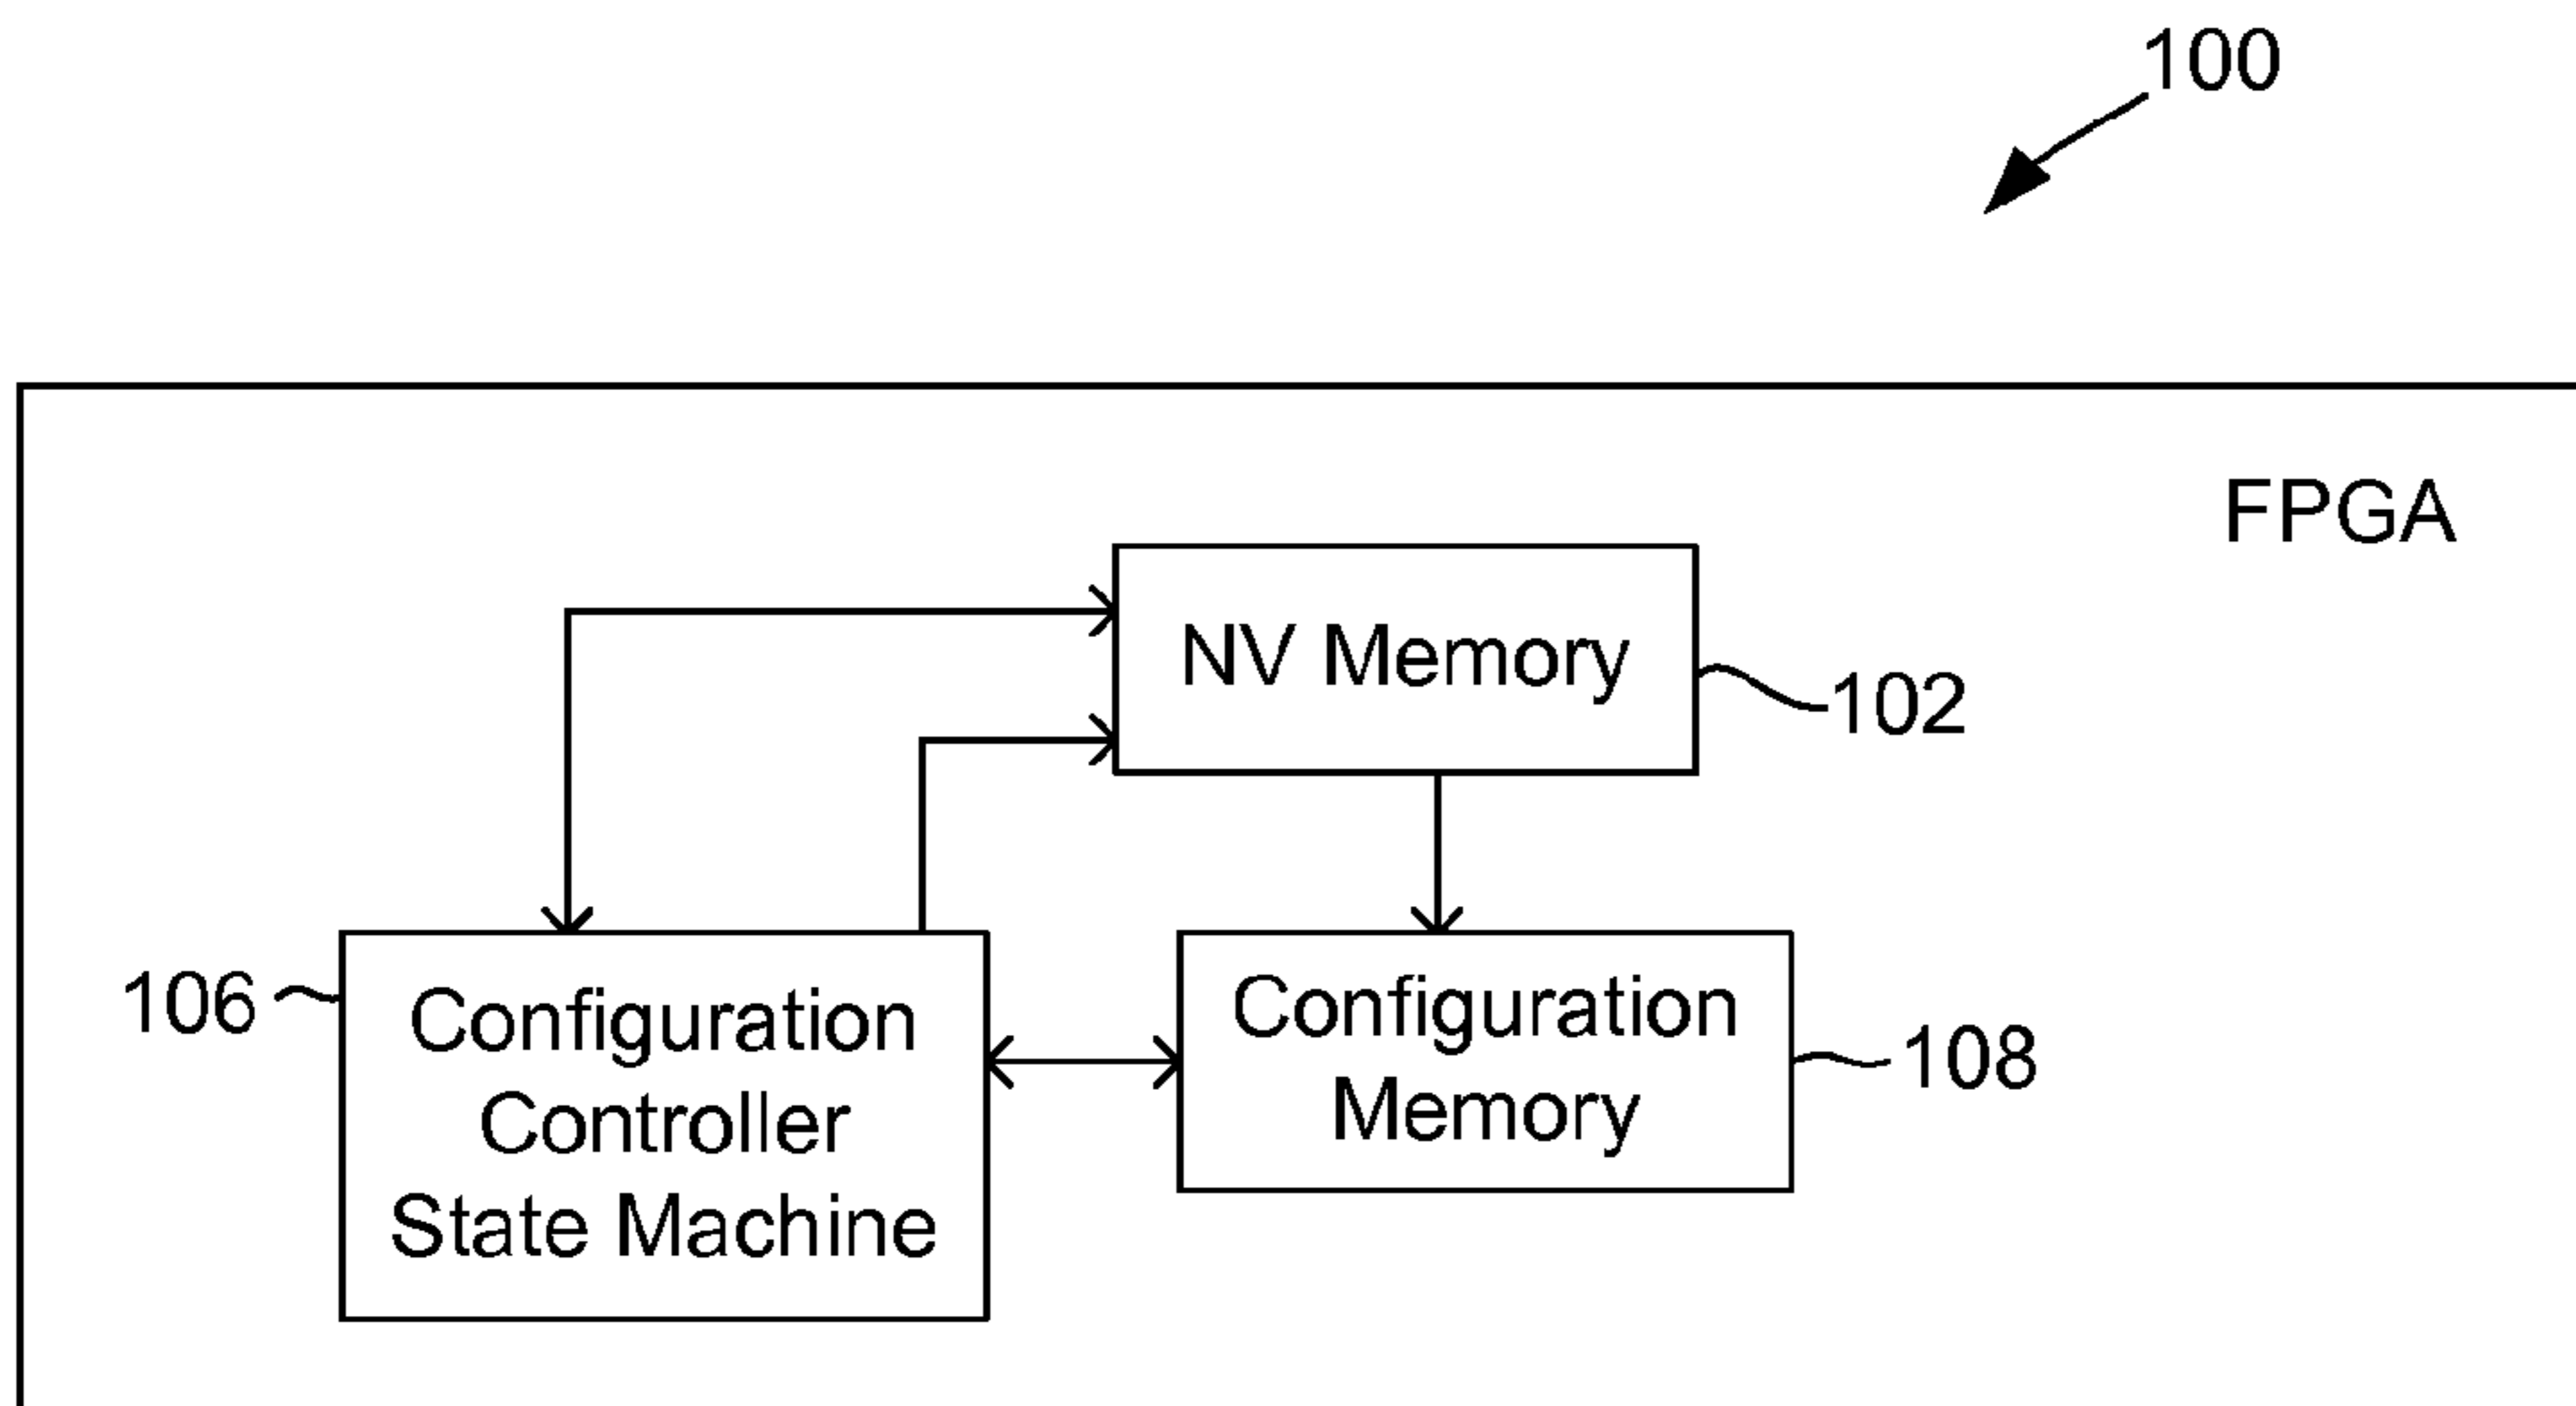 100
FPGA
NV Memory
102
106
Configuration
Controller
State Machine
Configuration
Memory
108